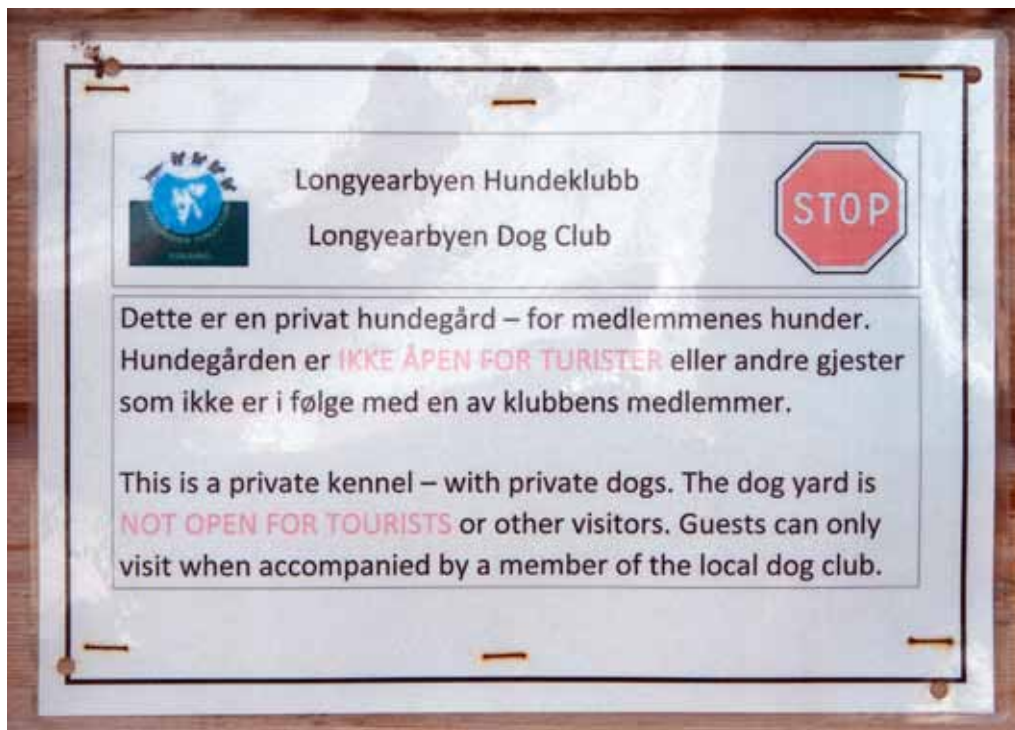 Longyearbyen Hundeklubb
Longyearbyen Dog Club
STOP
Dette er en privat hundegård – for medlemmenes hunder.
Hundegården er IKKE ÅPEN FOR TURISTER eller andre gjester
som ikke er i følge med en av klubbens medlemmer.
This is a private kennel – with private dogs. The dog yard is
NOT OPEN FOR TOURISTS or other visitors. Guests can only
visit when accompanied by a member of the local dog club.